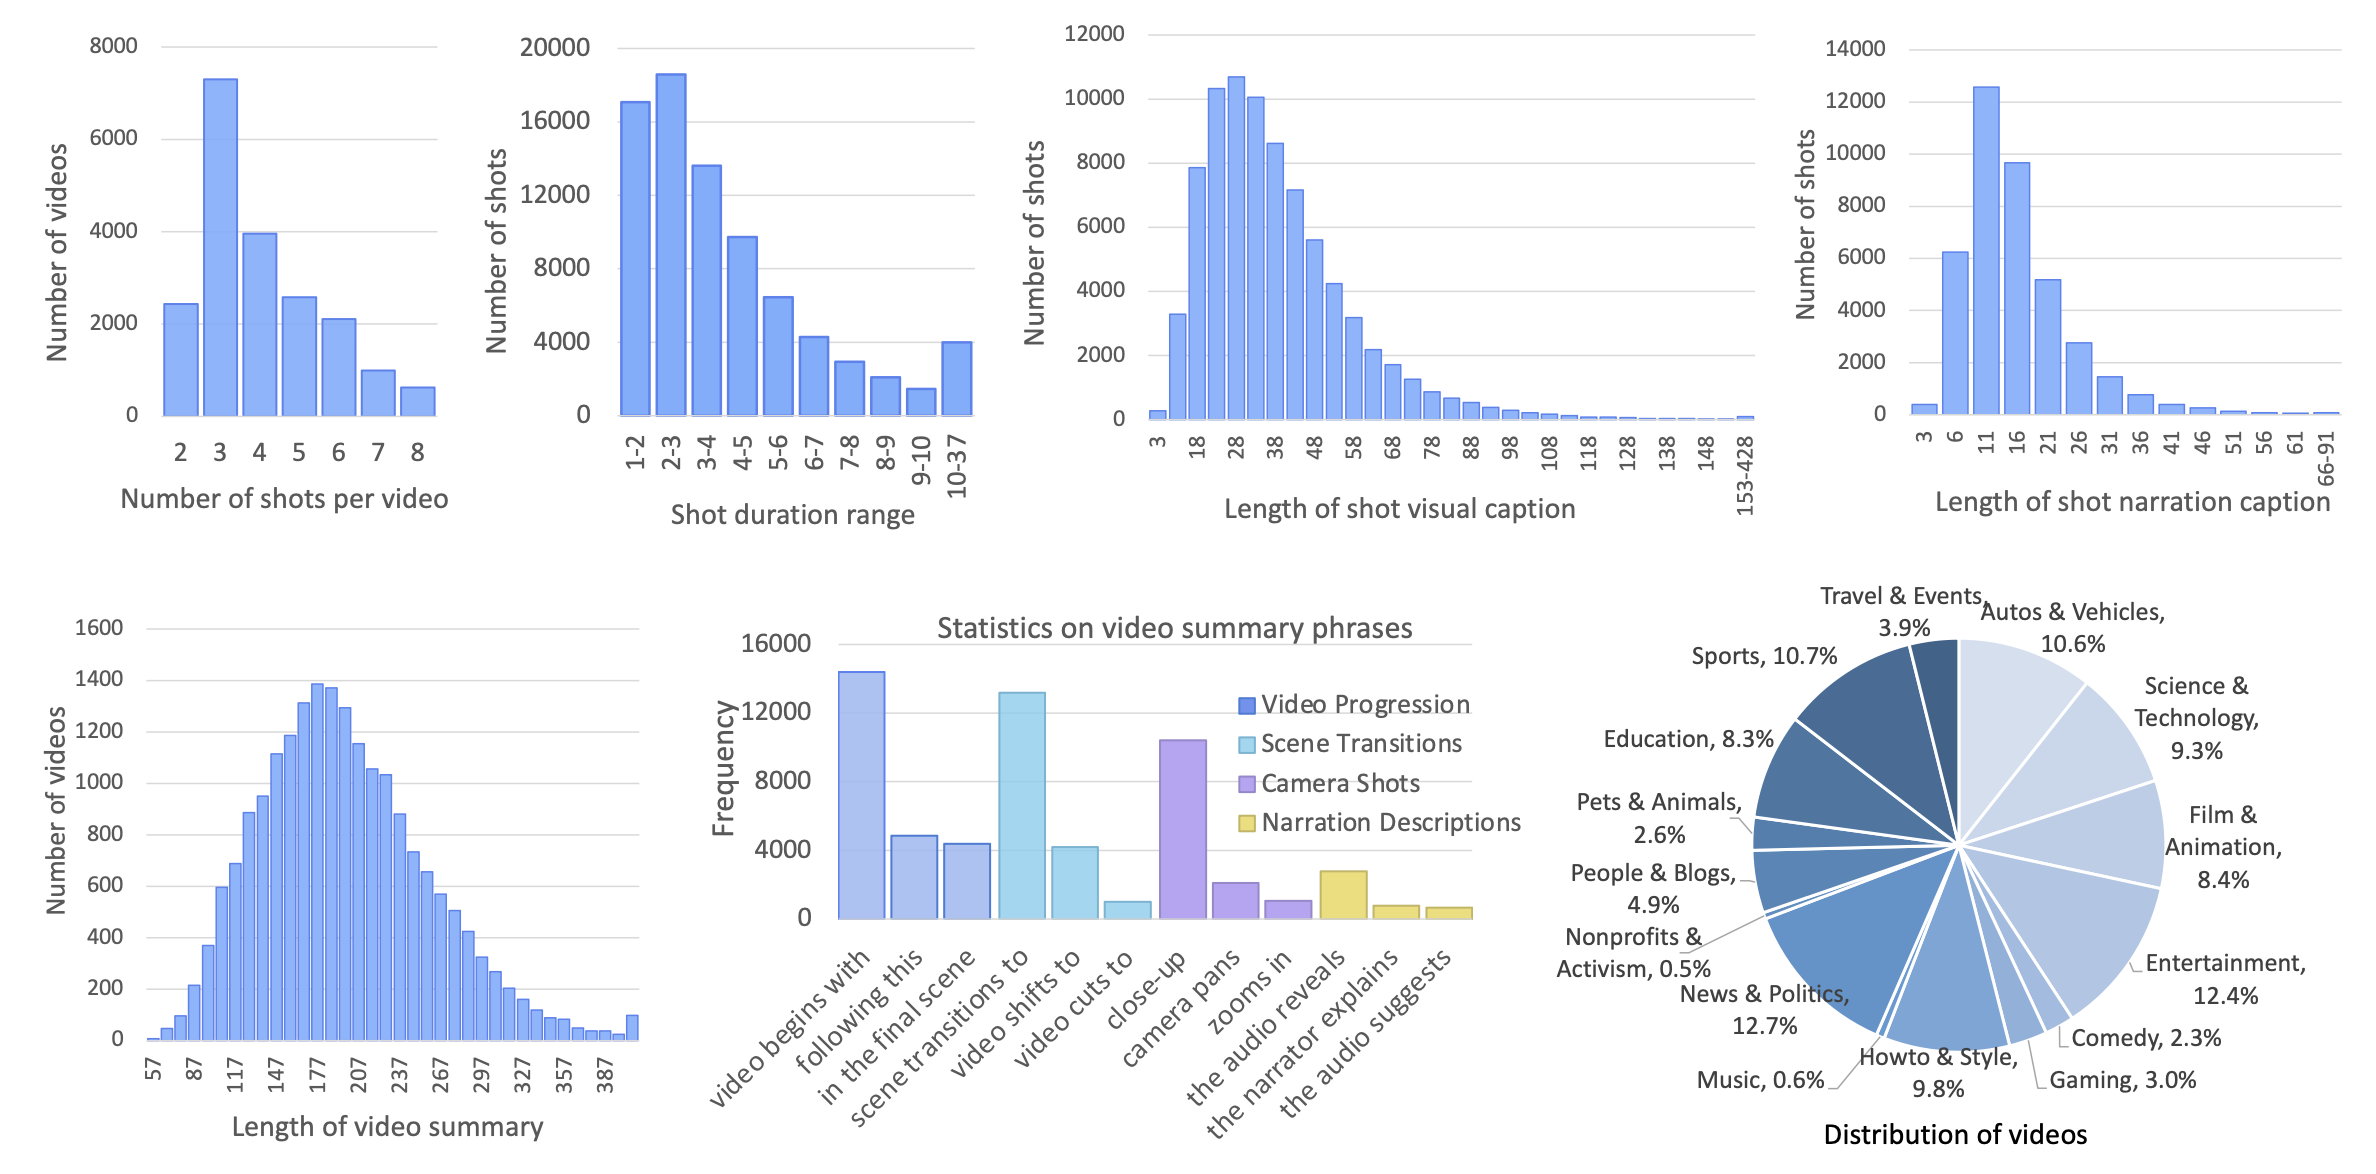 8000
6000
4000
2000
0
Number of videos
2 3 4 5 6 7 8
Number of shots per video
20000
16000
12000
8000
4000
0
Number of shots
1-2 2-3 3-4 4-5 5-6 6-7 7-8 8-9 9-10 10-37
Shot duration range
12000
10000
8000
6000
4000
2000
0
Number of shots
3 18 28 38 48 58 68 78 88 98 108 118 128 138 148 153-428
Length of shot visual caption
14000
12000
10000
8000
6000
4000
2000
0
Number of shots
3 6 11 16 21 26 31 36 41 46 51 56 61 66-91
Length of shot narration caption
1600
1400
1200
1000
800
600
400
200
0
Number of videos
57 87 117 147 177 207 237 267 297 327 357 387
Length of video summary
Statistics on video summary phrases
16000
12000
8000
4000
0
Frequency
Video Progression
Scene Transitions
Camera Shots
Narration Descriptions
video begins with
following this
in the final scene
scene transitions to
video shifts to
video cuts to
close-up
camera pans
zooms in
the audio reveals
the narrator explains
the audio suggests
Travel & Events,
3.9%
Autos & Vehicles,
10.6%
Sports, 10.7%
Science &
Technology,
9.3%
Education, 8.3%
Pets & Animals,
2.6%
Film &
Animation,
8.4%
People & Blogs,
4.9%
Nonprofits &
Activism, 0.5%
Entertainment,
12.4%
News & Politics,
12.7%
Comedy, 2.3%
Howto & Style,
9.8%
Music, 0.6%
Gaming, 3.0%
Distribution of videos